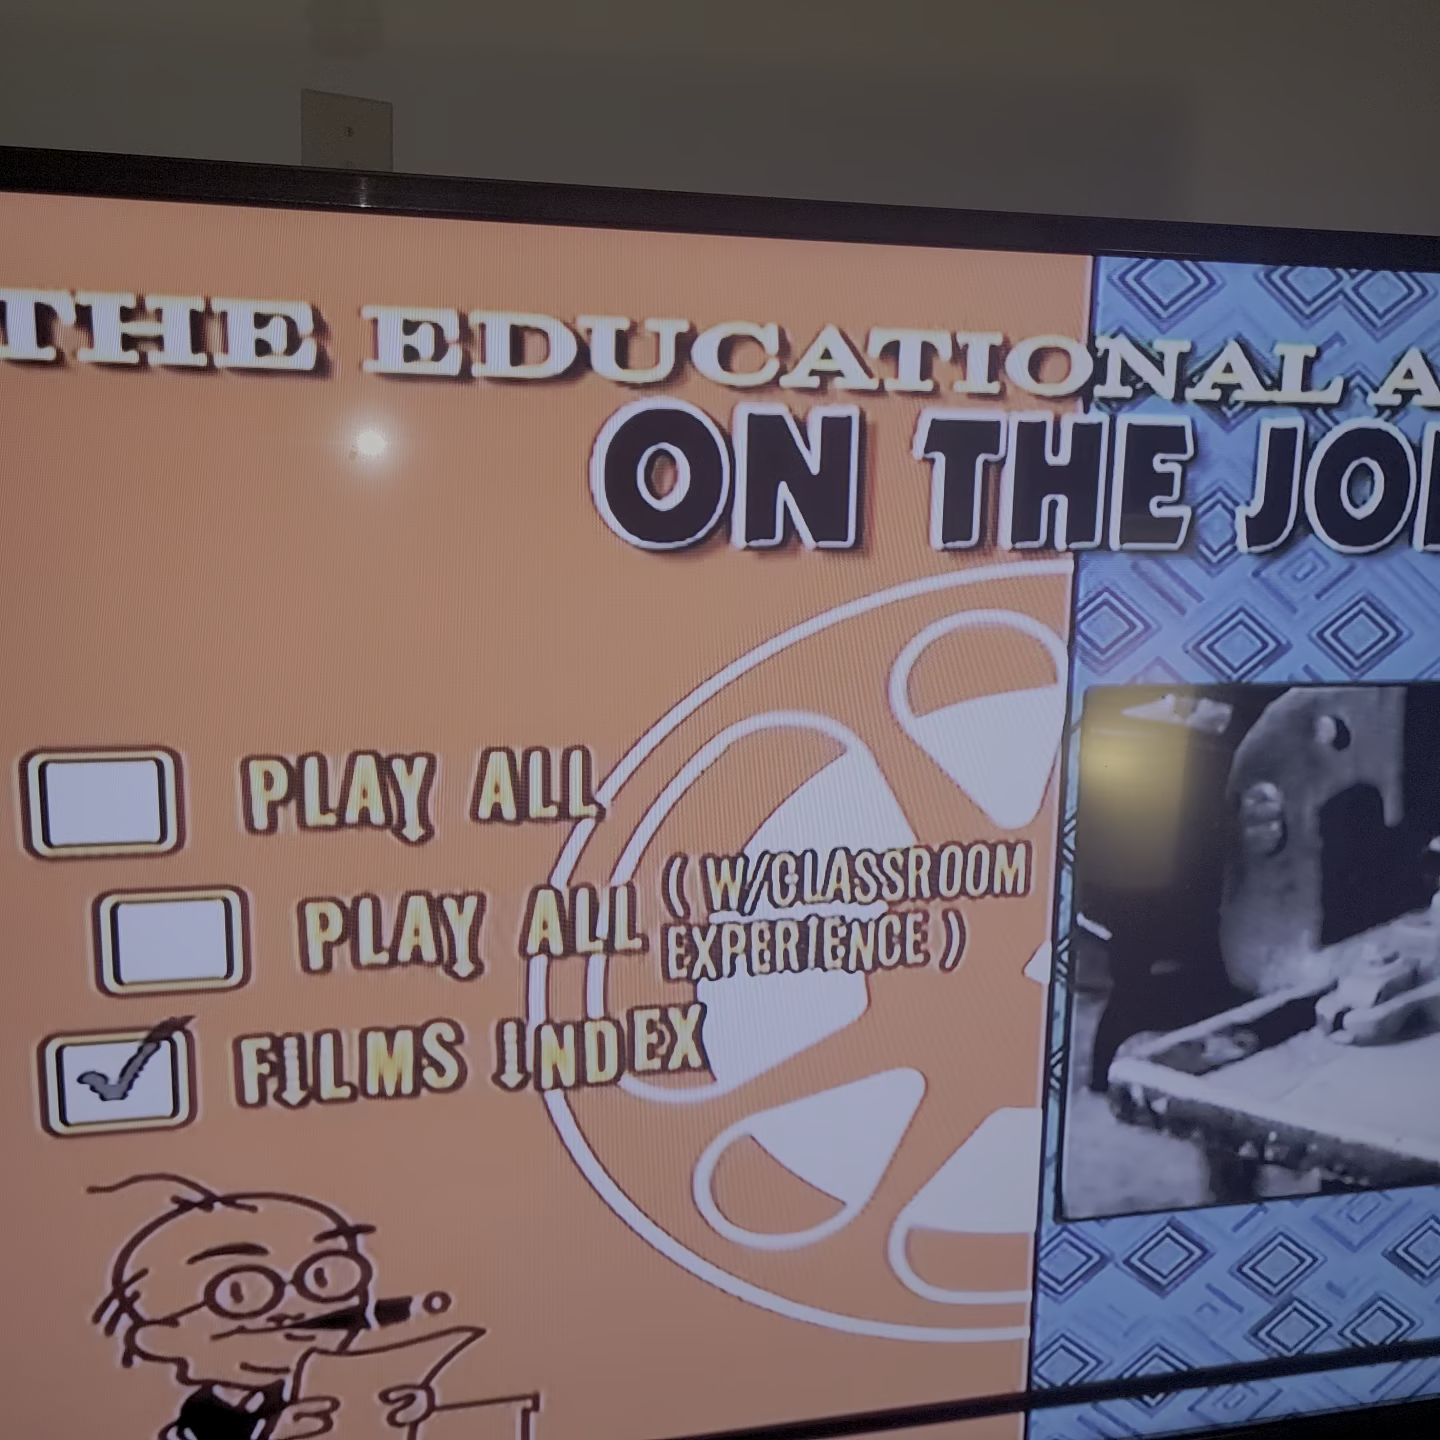 THE EDUCATIONAL
ON THE
PLAY ALL
PLAY ALL (W/CLASSROOM
EXPERIENCE)
FILMS INDEX